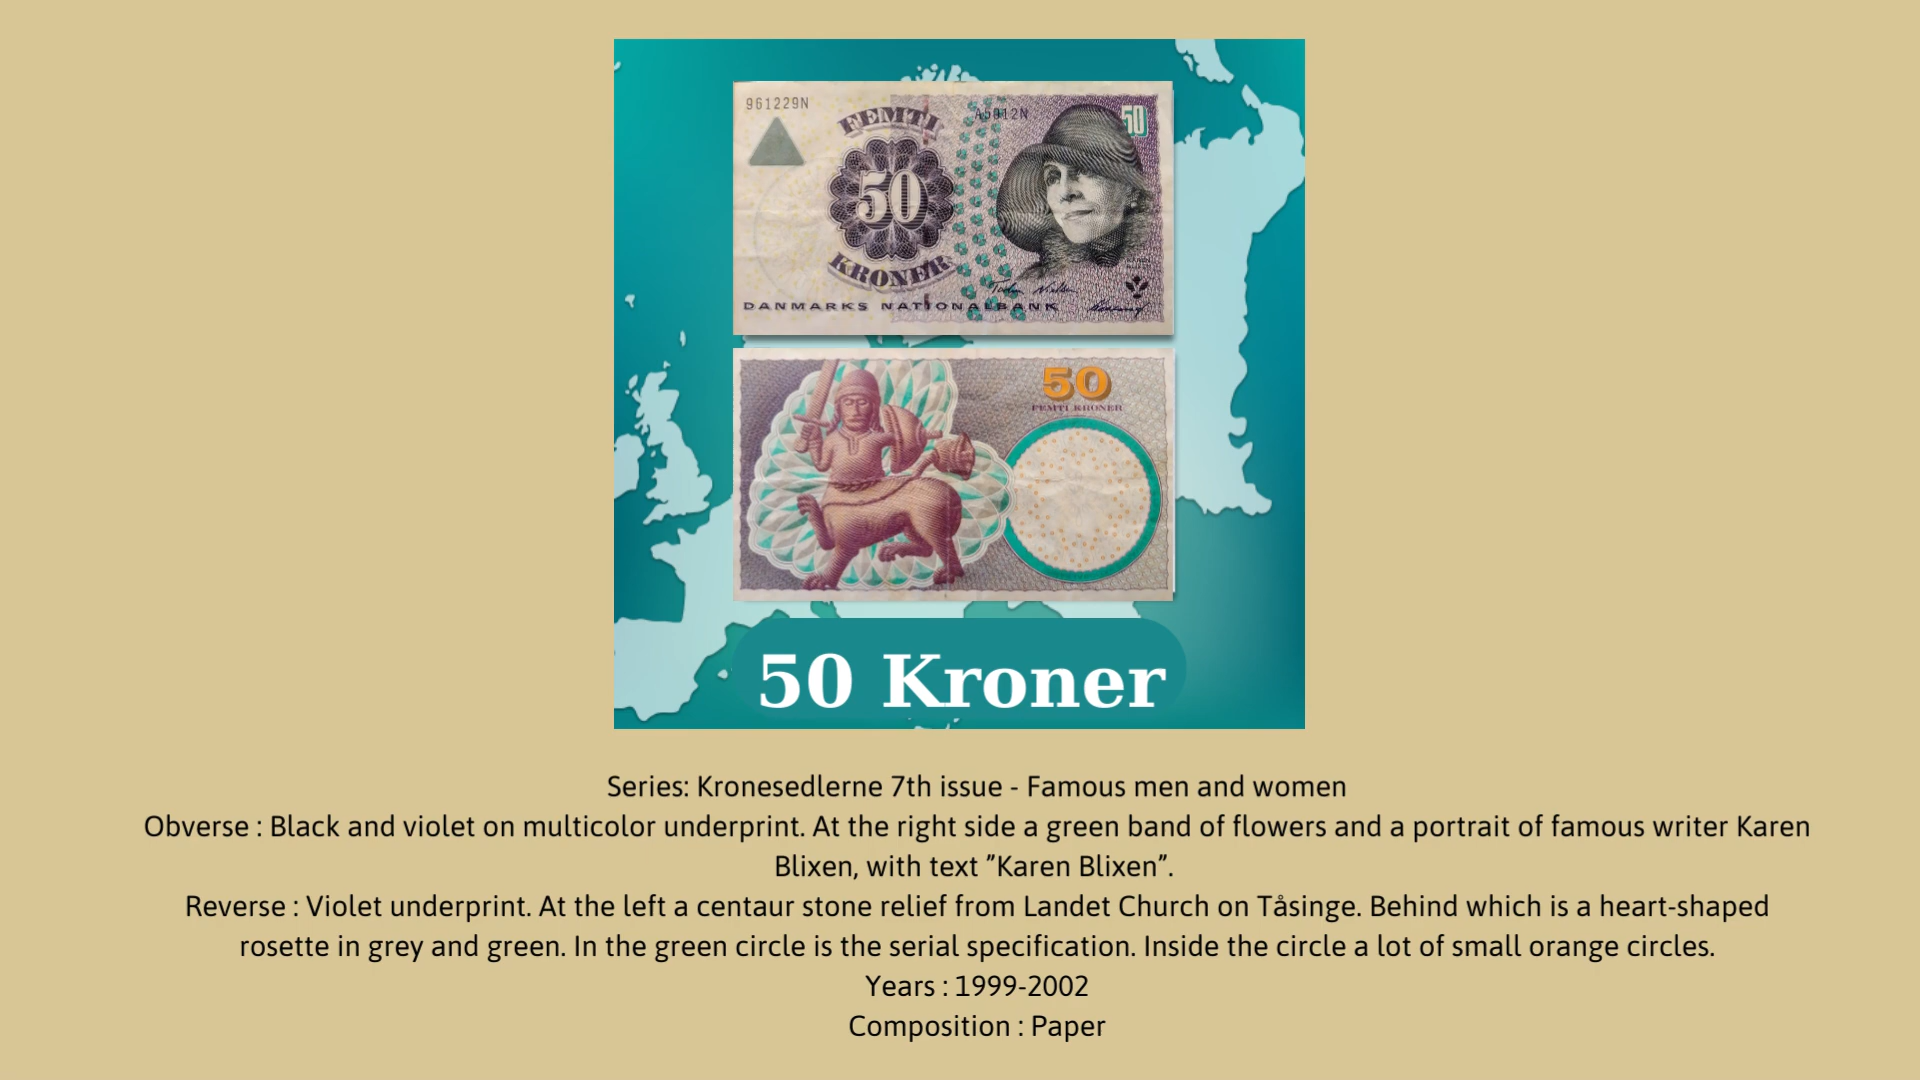 961229N
FEMTI
A5012N
50
50
KRONER
DANMARKS NATIONALBANK
50
FEMTI KRONER
50 Kroner
Series: Kronesedlerne 7th issue - Famous men and women
Obverse : Black and violet on multicolor underprint. At the right side a green band of flowers and a portrait of famous writer Karen
Blixen, with text ”Karen Blixen”.
Reverse : Violet underprint. At the left a centaur stone relief from Landet Church on Tåsinge. Behind which is a heart-shaped
rosette in grey and green. In the green circle is the serial specification. Inside the circle a lot of small orange circles.
Years : 1999-2002
Composition : Paper